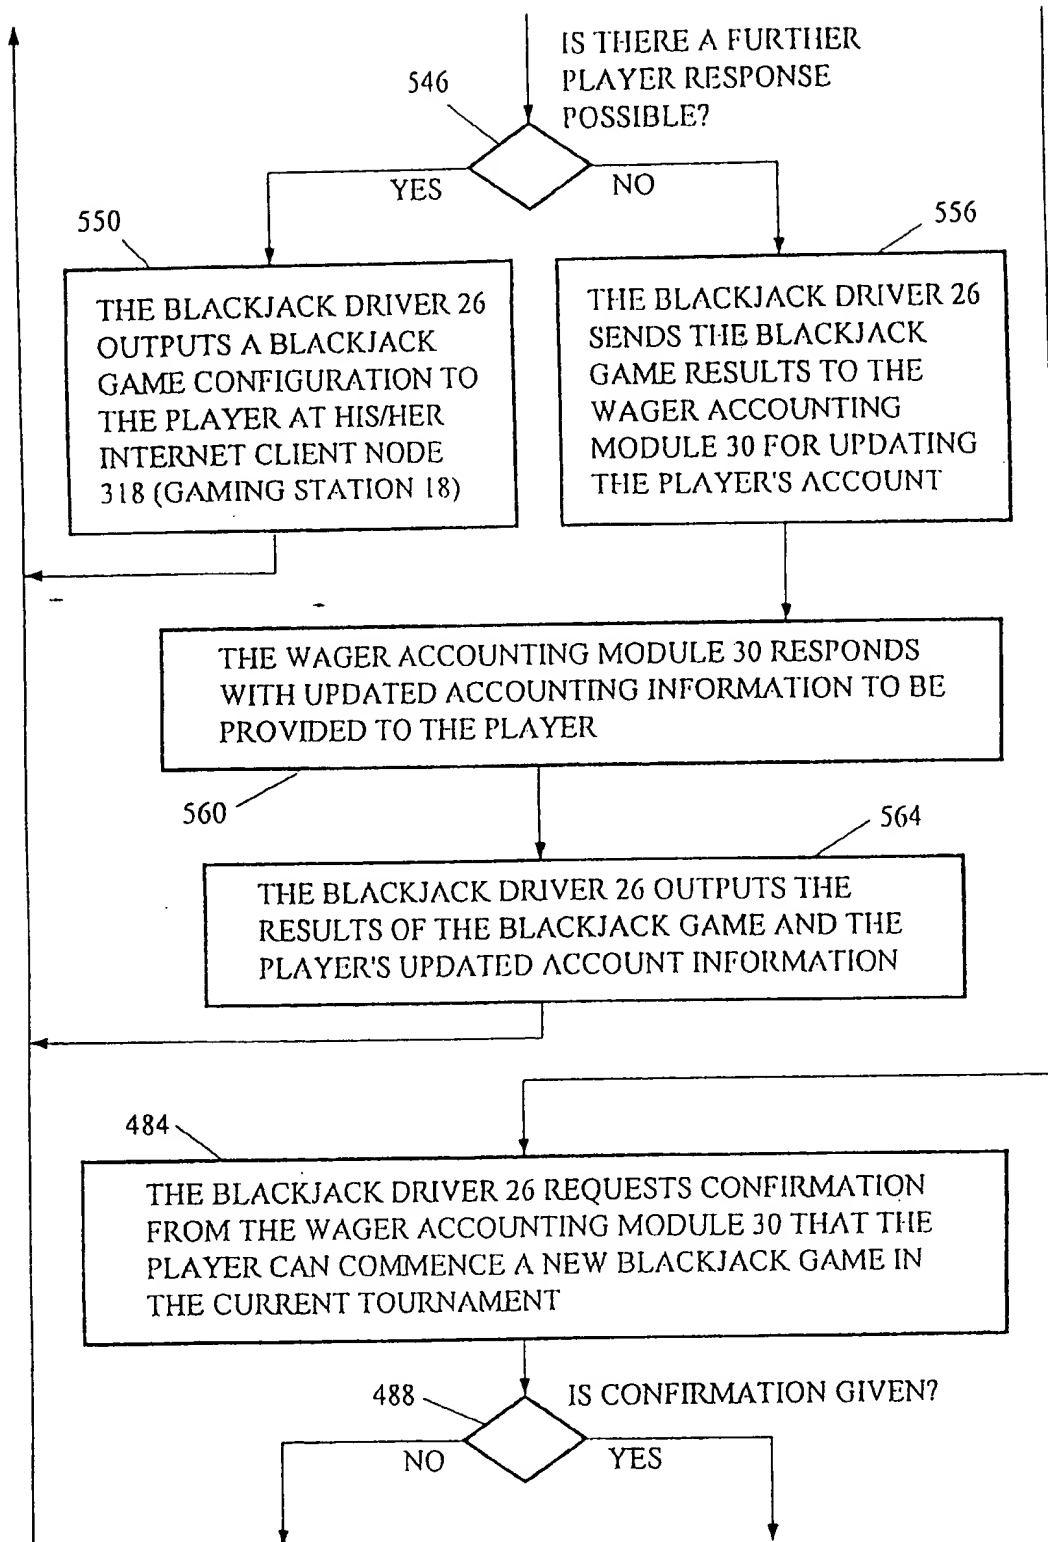 IS THERE A FURTHER
PLAYER RESPONSE
POSSIBLE?
546
YES
NO
550
556
THE BLACKJACK DRIVER 26
OUTPUTS A BLACKJACK
GAME CONFIGURATION TO
THE PLAYER AT HIS/HER
INTERNET CLIENT NODE
318 (GAMING STATION 18)
THE BLACKJACK DRIVER 26
SENDS THE BLACKJACK
GAME RESULTS TO THE
WAGER ACCOUNTING
MODULE 30 FOR UPDATING
THE PLAYER'S ACCOUNT
THE WAGER ACCOUNTING MODULE 30 RESPONDS
WITH UPDATED ACCOUNTING INFORMATION TO BE
PROVIDED TO THE PLAYER
560
564
THE BLACKJACK DRIVER 26 OUTPUTS THE
RESULTS OF THE BLACKJACK GAME AND THE
PLAYER'S UPDATED ACCOUNT INFORMATION
484
THE BLACKJACK DRIVER 26 REQUESTS CONFIRMATION
FROM THE WAGER ACCOUNTING MODULE 30 THAT THE
PLAYER CAN COMMENCE A NEW BLACKJACK GAME IN
THE CURRENT TOURNAMENT
488
IS CONFIRMATION GIVEN?
NO
YES